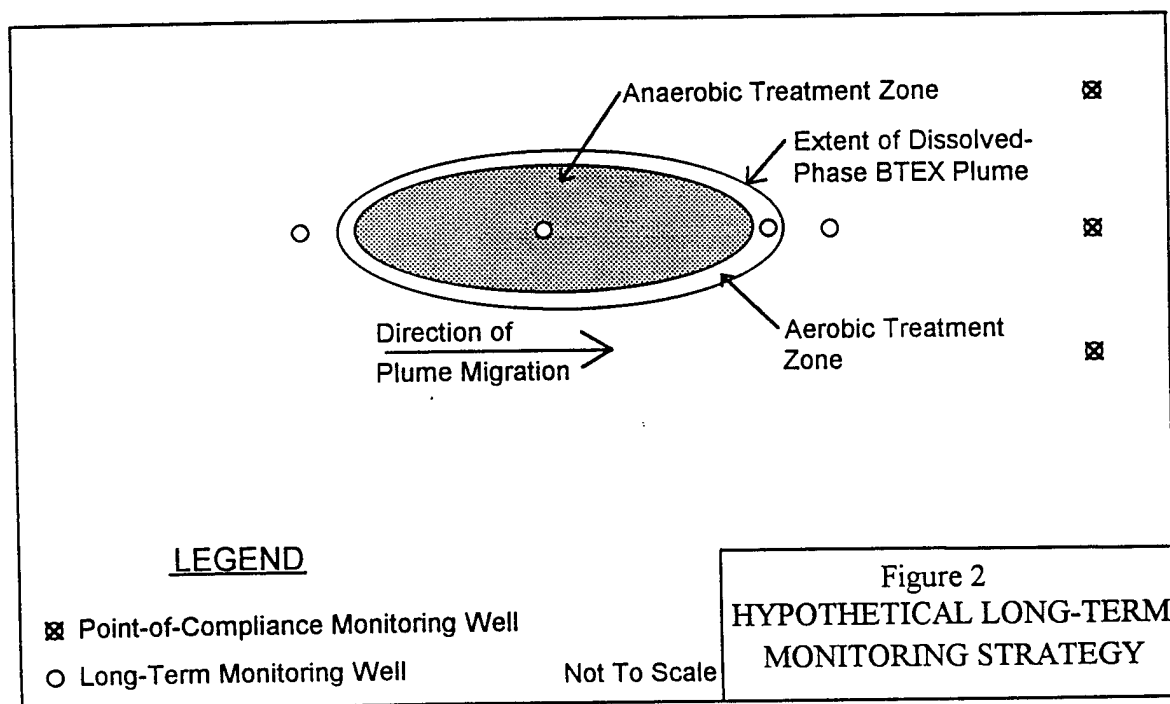 Anaerobic Treatment Zone
Extent of Dissolved-
Phase BTEX Plume
Direction of
Plume Migration
Aerobic Treatment
Zone
LEGEND
Point-of-Compliance Monitoring Well
Long-Term Monitoring Well
Not To Scale
Figure 2
HYPOTHETICAL LONG-TERM
MONITORING STRATEGY